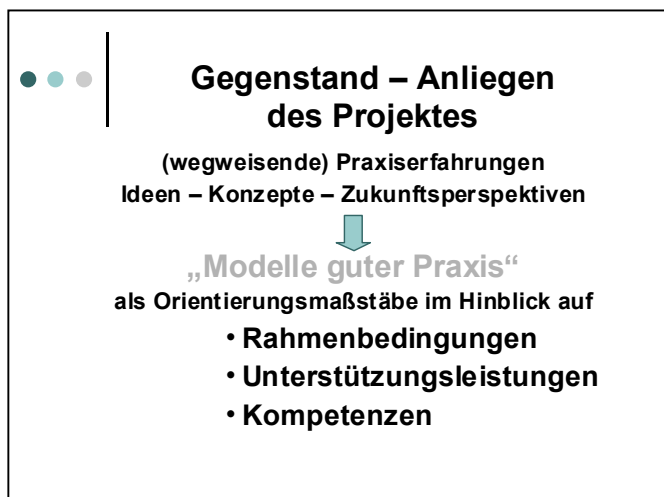 Gegenstand – Anliegen
des Projektes
(wegweisende) Praxiserfahrungen
Ideen – Konzepte – Zukunftsperspektiven
„Modelle guter Praxis“
als Orientierungsmaßstäbe im Hinblick auf
• Rahmenbedingungen
• Unterstützungsleistungen
• Kompetenzen